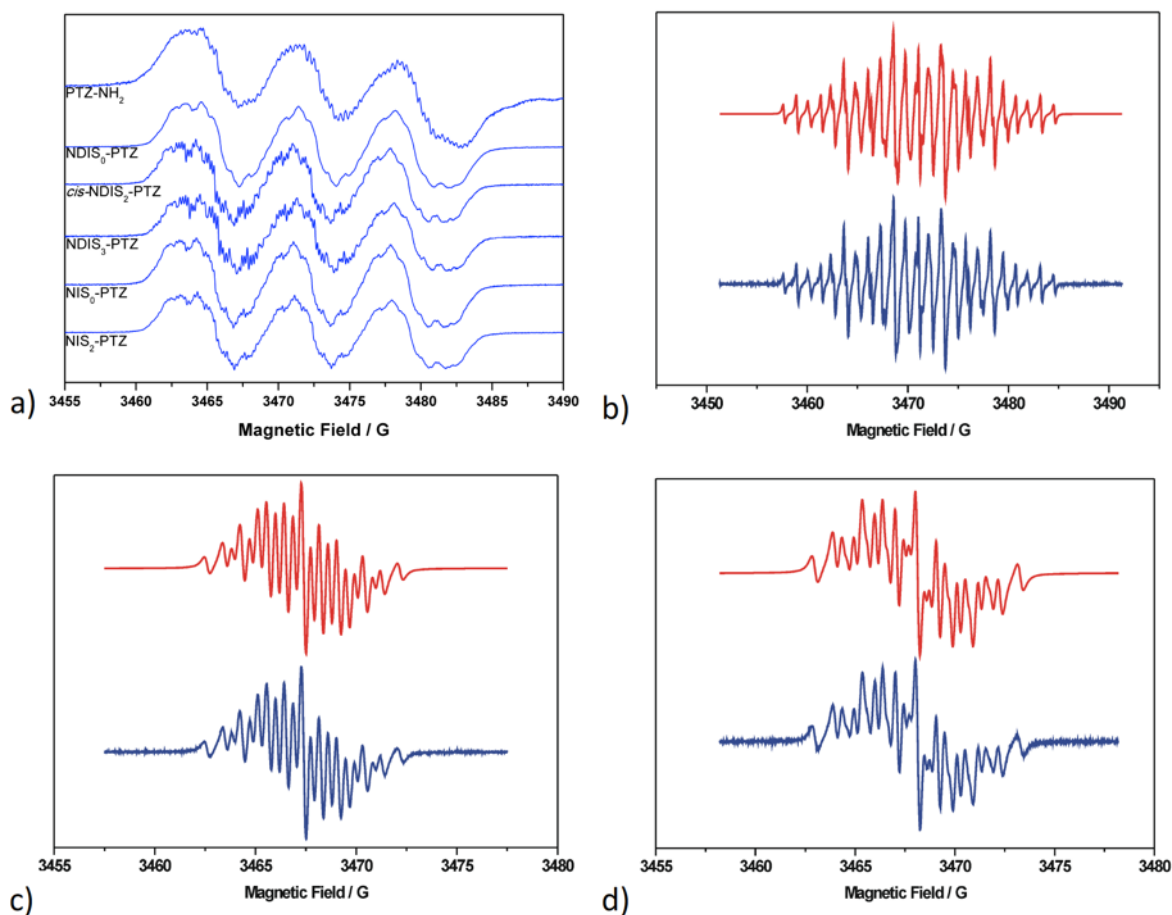 PTZ-NH2
NDIS0-PTZ
cis-NDIS2-PTZ
NDIS3-PTZ
NIS0-PTZ
NIS2-PTZ
3455 3460 3465 3470 3475 3480 3485 3490
Magnetic Field / G
a)
3450 3460 3470 3480 3490
Magnetic Field / G
b)
3455 3460 3465 3470 3475 3480
Magnetic Field / G
c)
3455 3460 3465 3470 3475 3480
Magnetic Field / G
d)